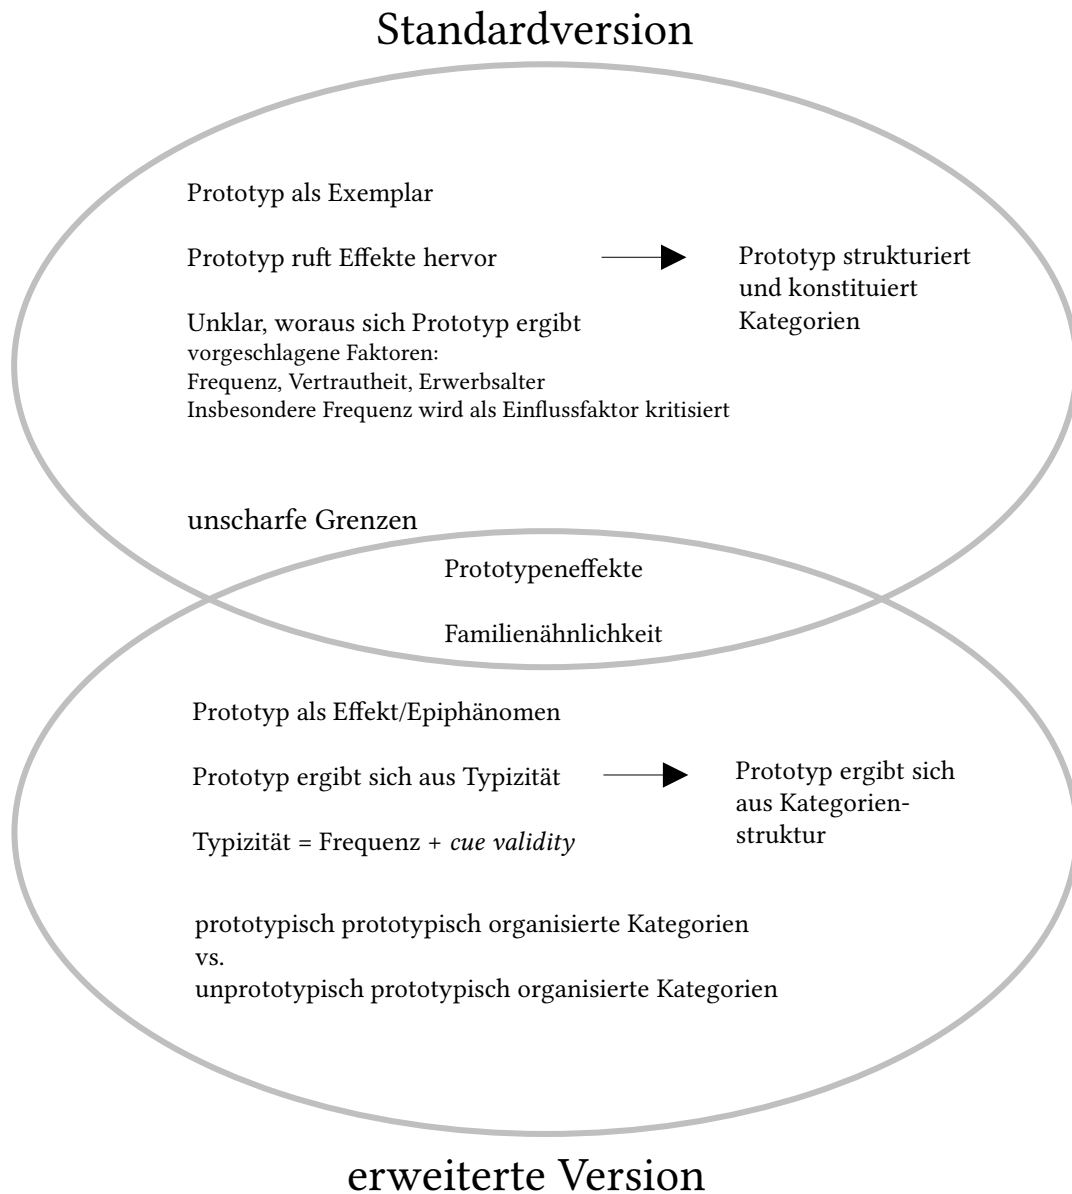 Standardversion
Prototyp als Exemplar
Prototyp ruft Effekte hervor
Prototyp strukturiert
und konstituiert
Kategorien
Unklar, woraus sich Prototyp ergibt
vorgeschlagene Faktoren:
Frequenz, Vertrautheit, Erwerbsalter
Insbesondere Frequenz wird als Einflussfaktor kritisiert
unscharfe Grenzen
Prototypeneffekte
Familienähnlichkeit
Prototyp als Effekt/Epiphänomen
Prototyp ergibt sich aus Typizität
Prototyp ergibt sich
aus Kategorien-
struktur
Typizität = Frequenz + cue validity
prototypisch prototypisch organisierte Kategorien
vs.
unprototypisch prototypisch organisierte Kategorien
erweiterte Version